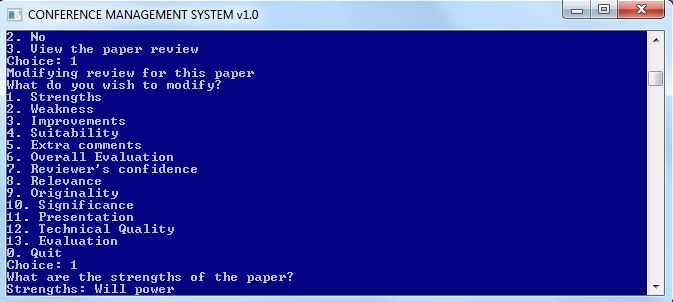 CONFERENCE MANAGEMENT SYSTEM v1.0
2. No
3. View the paper review
Choice: 1
Modifying review for this paper
What do you wish to modify?
1. Strengths
2. Weakness
3. Improvements
4. Suitability
5. Extra comments
6. Overall Evaluation
7. Reviewer's confidence
8. Relevance
9. Originality
10. Significance
11. Presentation
12. Technical Quality
13. Evaluation
0. Quit
Choice: 1
What are the strengths of the paper?
Strengths: Will power